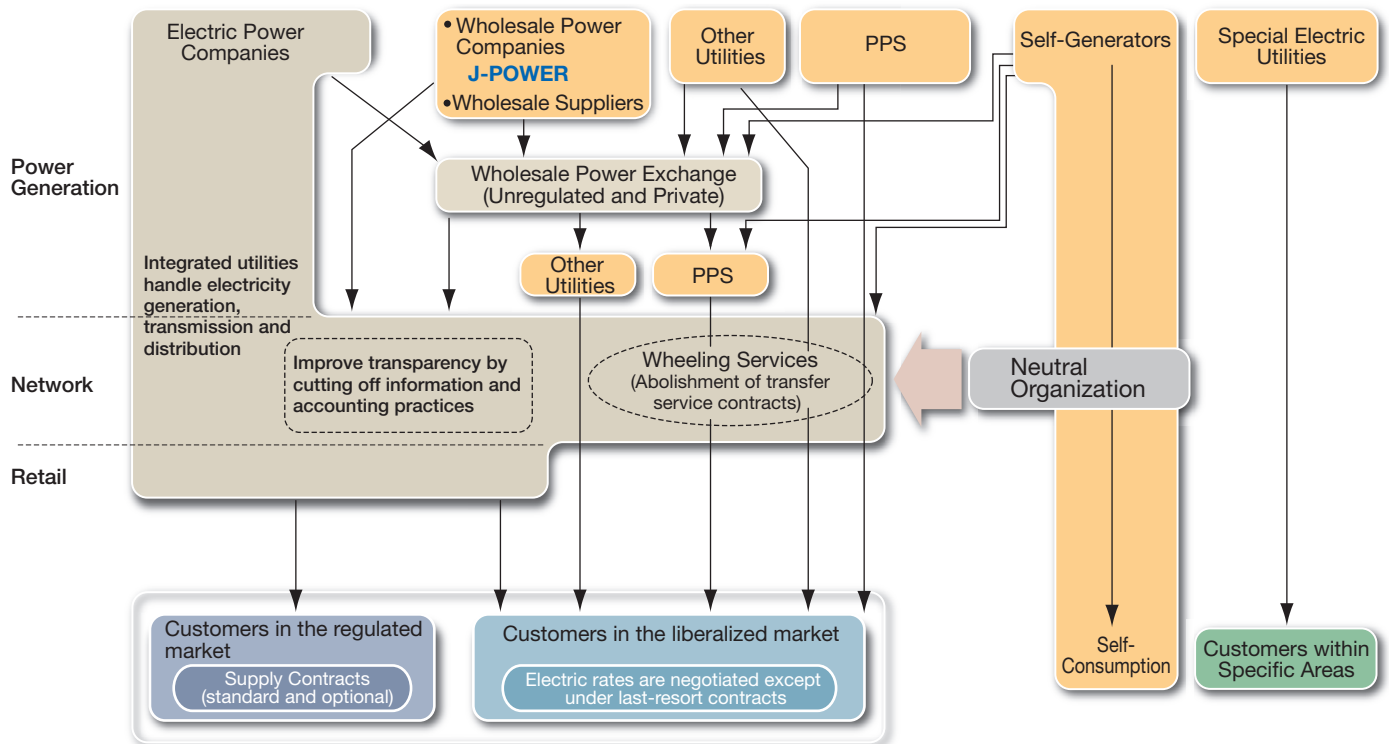 Electric Power
Companies
• Wholesale Power
Companies
J-POWER
•Wholesale Suppliers
Other
Utilities
PPS
Self-Generators
Special Electric
Utilities
Power
Generation
Wholesale Power Exchange
(Unregulated and Private)
Integrated utilities
handle electricity
generation,
transmission and
distribution
Other
Utilities
PPS
Network
Improve transparency by
cutting off information and
accounting practices
Wheeling Services
(Abolishment of transfer
service contracts)
Neutral
Organization
Retail
Customers in the regulated
market
Supply Contracts
(standard and optional)
Customers in the liberalized market
Electric rates are negotiated except
under last-resort contracts
Self-
Consumption
Customers within
Specific Areas